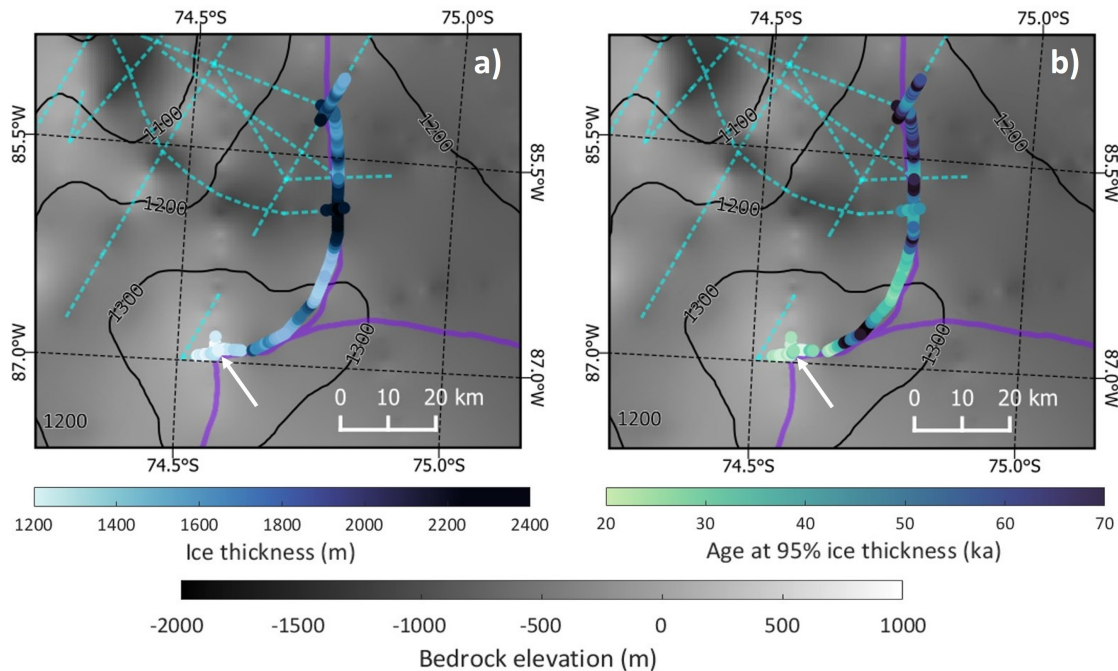 74.5°S 75.0°S 74.5°S 75.0°S
a) b)
85.5°W 1100 1200 85.5°W 85.5°W 1100 1200 85.5°W
1200 1200
1300 1300
87.0°W 1300 87.0°W 87.0°W 1300 87.0°W
0 10 20 km 0 10 20 km
1200 1200
74.5°S 75.0°S 74.5°S 75.0°S
1200 1400 1600 1800 2000 2200 2400 20 30 40 50 60 70
Ice thickness (m) Age at 95% ice thickness (ka)
-2000 -1500 -1000 -500 0 500 1000
Bedrock elevation (m)